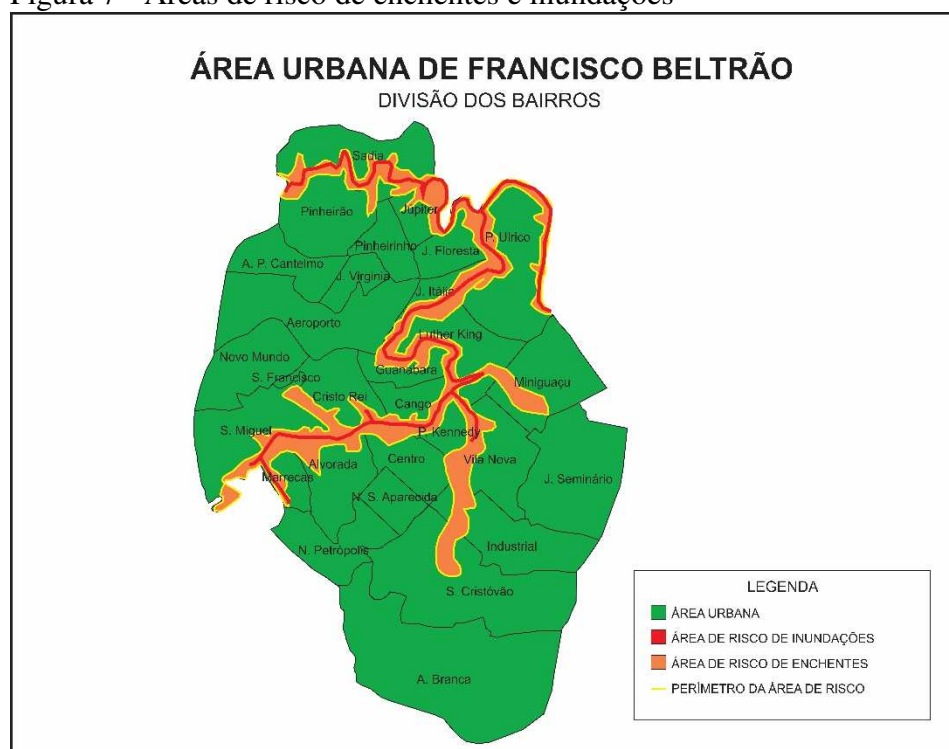 Figura 7 - Áreas de risco de enchentes e inundações
ÁREA URBANA DE FRANCISCO BELTRÃO
DIVISÃO DOS BAIRROS
Sadia
Pinheirão
Júpiter
P. Ulrico
Pinheirinho
J. Floresta
A. P. Cantelmo
J. Virginia
J. Itália
Aeroporto
Luther King
Novo Mundo
Guanabara
S. Francisco
Miniguaçu
Cristo Rei
Cango
S. Miguel
P. Kennedy
Alvorada
Centro
Vila Nova
Marrecas
J. Seminário
N. S. Aparecida
N. Petrópolis
Industrial
S. Cristóvão
A. Branca
LEGENDA
ÁREA URBANA
ÁREA DE RISCO DE INUNDAÇÕES
ÁREA DE RISCO DE ENCHENTES
PERÍMETRO DA ÁREA DE RISCO